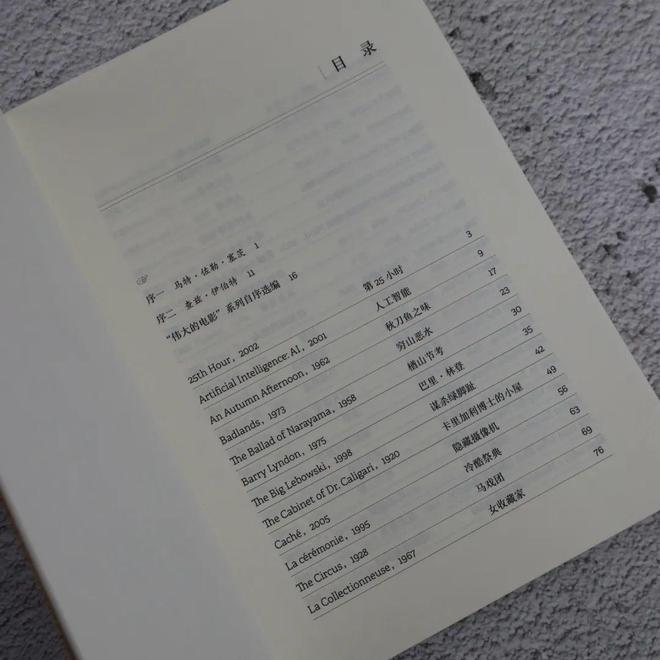 目 录
序一 马特·佐勒·塞茨 1
序二 查兹·伊伯特 11
“伟大的电影”系列自序选编 16
25th Hour, 2002 第 25 小时 3
Artificial Intelligence: AI, 2001 人工智能 9
An Autumn Afternoon, 1962 秋刀鱼之味 17
Badlands, 1973 穷山恶水 23
The Ballad of Narayama, 1958 楢山节考 30
Barry Lyndon, 1975 巴里·林登 35
The Big Lebowski, 1998 谋杀绿脚趾 42
The Cabinet of Dr. Caligari, 1920 卡里加利博士的小屋 49
Caché, 2005 隐藏摄像机 56
La cérémonie, 1995 冷酷祭典 63
The Circus, 1928 马戏团 69
La Collectionneuse, 1967 女收藏家 76